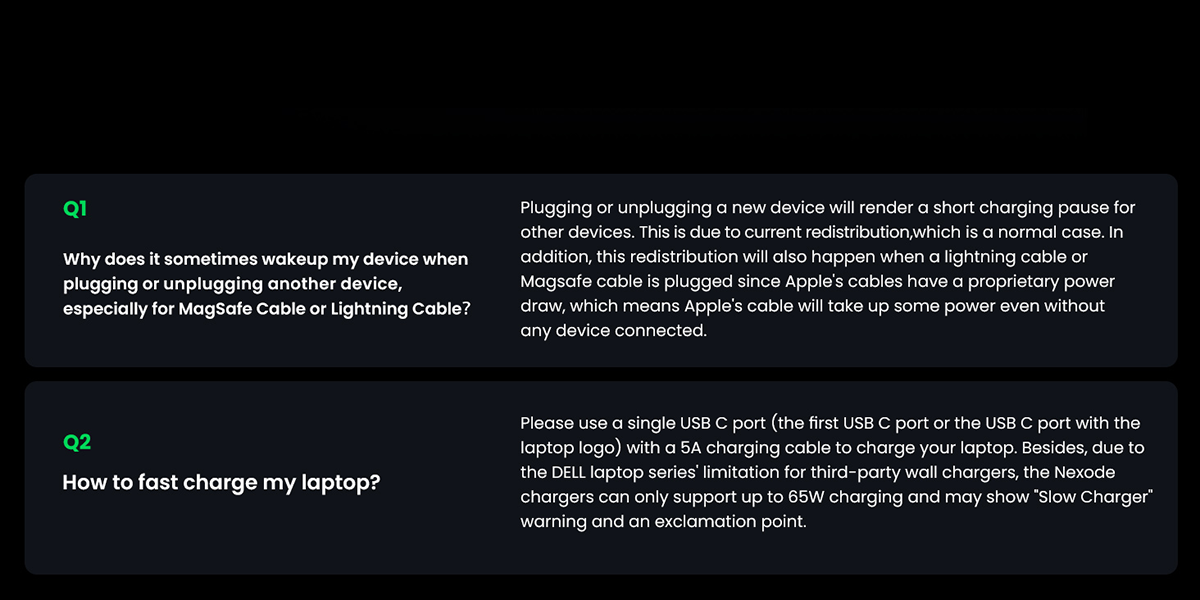 Q1
Why does it sometimes wakeup my device when
plugging or unplugging another device,
especially for MagSafe Cable or Lightning Cable?
Plugging or unplugging a new device will render a short charging pause for
other devices. This is due to current redistribution,which is a normal case. In
addition, this redistribution will also happen when a lightning cable or
Magsafe cable is plugged since Apple's cables have a proprietary power
draw, which means Apple's cable will take up some power even without
any device connected.
Q2
How to fast charge my laptop?
Please use a single USB C port (the first USB C port or the USB C port with the
laptop logo) with a 5A charging cable to charge your laptop. Besides, due to
the DELL laptop series' limitation for third-party wall chargers, the Nexode
chargers can only support up to 65W charging and may show "Slow Charger"
warning and an exclamation point.